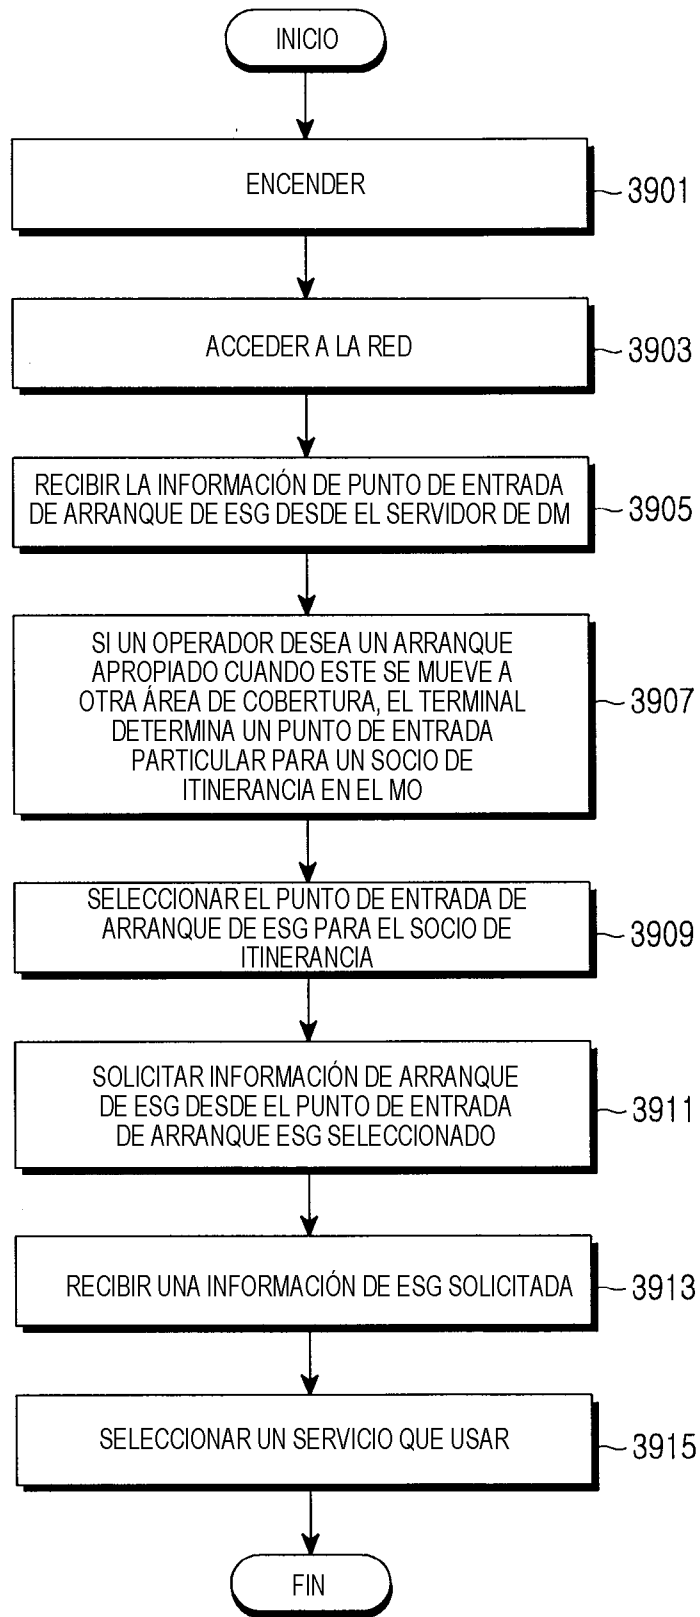 INICIO
ENCENDER
3901
ACCEDER A LA RED
3903
RECIBIR LA INFORMACIÓN DE PUNTO DE ENTRADA
DE ARRANQUE DE ESG DESDE EL SERVIDOR DE DM
3905
SI UN OPERADOR DESEA UN ARRANQUE
APROPIADO CUANDO ESTE SE MUEVE A
OTRA ÁREA DE COBERTURA, EL TERMINAL
DETERMINA UN PUNTO DE ENTRADA
PARTICULAR PARA UN SOCIO DE
ITINERANCIA EN EL MO
3907
SELECCIONAR EL PUNTO DE ENTRADA DE
ARRANQUE DE ESG PARA EL SOCIO DE
ITINERANCIA
3909
SOLICITAR INFORMACIÓN DE ARRANQUE
DE ESG DESDE EL PUNTO DE ENTRADA
DE ARRANQUE ESG SELECCIONADO
3911
RECIBIR UNA INFORMACIÓN DE ESG SOLICITADA
3913
SELECCIONAR UN SERVICIO QUE USAR
3915
FIN